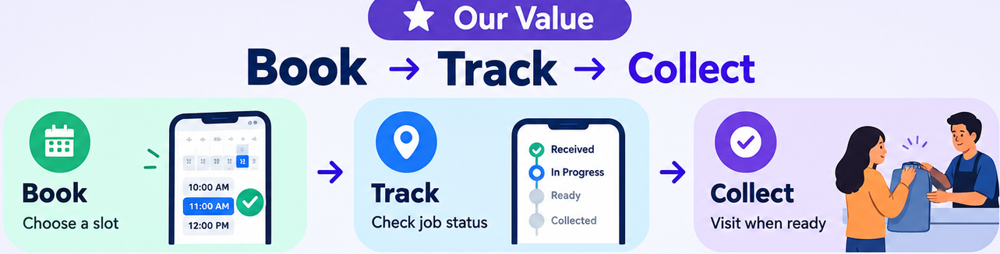 Our Value
Book → Track → Collect
Book
Choose a slot
10:00 AM
11:00 AM
12:00 PM
Track
Check job status
Received
In Progress
Ready
Collected
Collect
Visit when ready